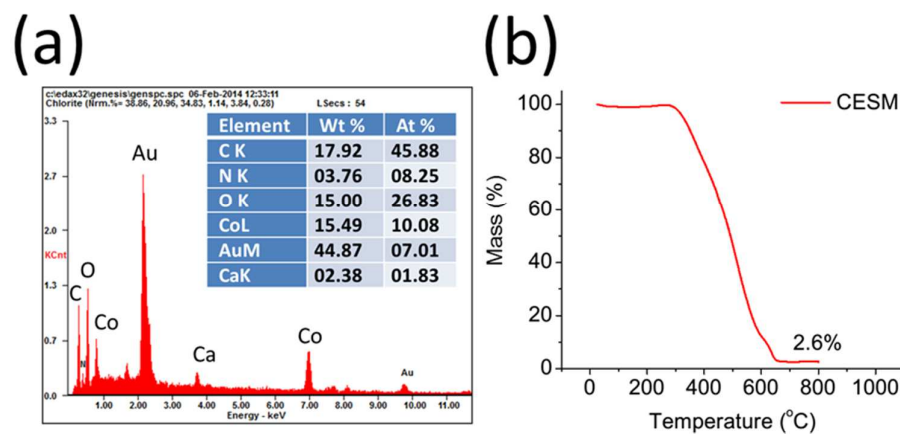 (a)
(b)
c:\edax32\genesis\genspc.spc 06-Feb-2014 12:33:11
Chlorite (Nrm.%= 38.86, 20.96, 34.83, 1.14, 3.84, 0.28) LSecs : 54
3.3
2.7
2.0
KCnt
1.3
0.7
0.0
Au
C
O
N
Co
Ca
Co
Au
Element Wt % At %
C K 17.92 45.88
N K 03.76 08.25
O K 15.00 26.83
CoL 15.49 10.08
AuM 44.87 07.01
CaK 02.38 01.83
1.00 2.00 3.00 4.00 5.00 6.00 7.00 8.00 9.00 10.00 11.00
Energy - keV
CESM
100
80
60
40
20
0
Mass (%)
2.6%
0 200 400 600 800 1000
Temperature (°C)